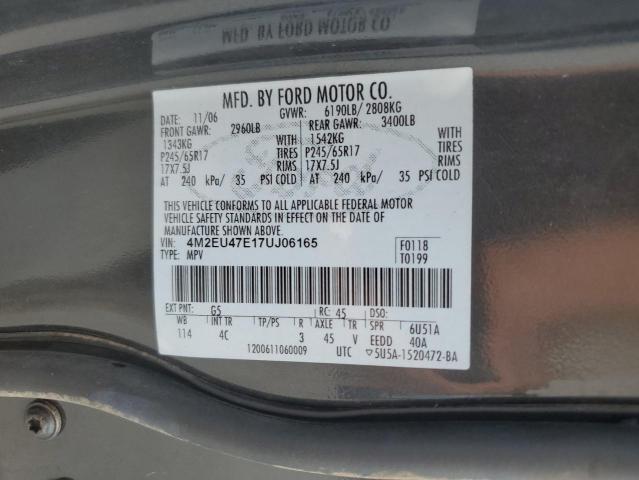 MFD. BY FORD MOTOR CO.
MFD. BY FORD MOTOR CO.
DATE: 11/06 GVWR: 6190LB/ 2808KG
FRONT GAWR: 2960LB REAR GAWR: 3400LB
1343KG WITH 1542KG WITH
P245/65R17 TIRES P245/65R17 TIRES
17X7.5J RIMS 17X7.5J RIMS
AT 240 kPa/ 35 PSI COLD AT 240 kPa/ 35 PSI COLD
THIS VEHICLE CONFORMS TO ALL APPLICABLE FEDERAL MOTOR
VEHICLE SAFETY STANDARDS IN EFFECT ON THE DATE OF
MANUFACTURE SHOWN ABOVE.
VIN: 4M2EU47E17UJ06165 F0118
TYPE: MPV T0199
EXT PNT: G5 RC: 45 DSO:
WB INT TR TP/PS R AXLE TR SPR 6U51A
114 4C 3 45 V EEDD 40A
1200611060009 UTC ▽5U5A-1520472-BA